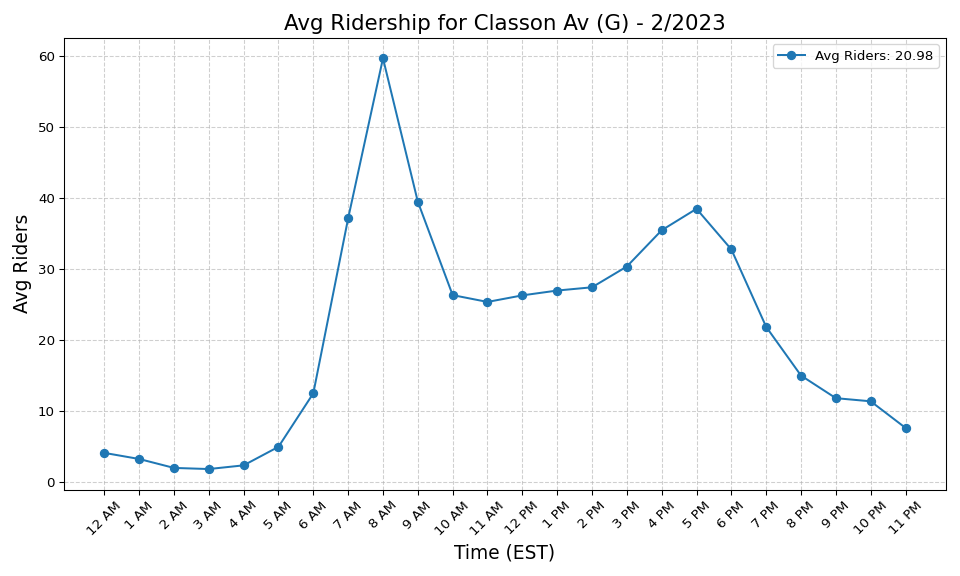 Avg Ridership for Classon Av (G) - 2/2023
Avg Riders: 20.98
Avg Riders
60
50
40
30
20
10
0
12 AM
1 AM
2 AM
3 AM
4 AM
5 AM
6 AM
7 AM
8 AM
9 AM
10 AM
11 AM
12 PM
1 PM
2 PM
3 PM
4 PM
5 PM
6 PM
7 PM
8 PM
9 PM
10 PM
11 PM
Time (EST)